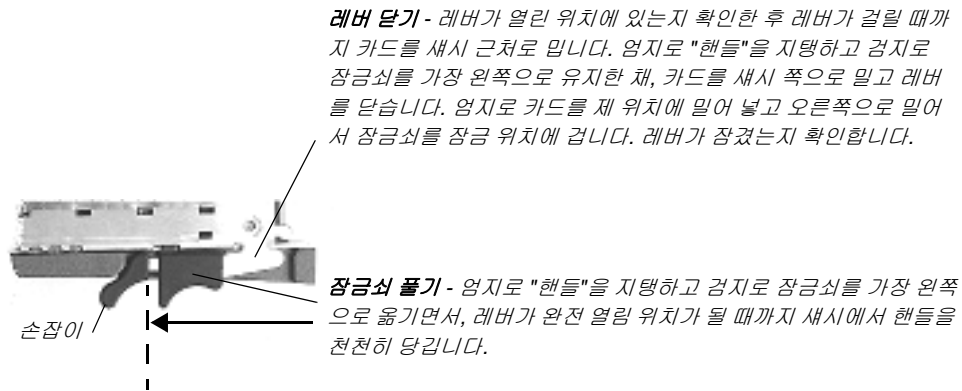 레버 닫기 - 레버가 열린 위치에 있는지 확인한 후 레버가 걸릴 때까
지 카드를 섀시 근처로 밉니다. 엄지로 "핸들"을 지탱하고 검지로
잠금쇠를 가장 왼쪽으로 유지한 채, 카드를 섀시 쪽으로 밀고 레버
를 닫습니다. 엄지로 카드를 제 위치에 밀어 넣고 오른쪽으로 밀어
서 잠금쇠를 잠금 위치에 겁니다. 레버가 잠겼는지 확인합니다.
잠금쇠 풀기 - 엄지로 "핸들"을 지탱하고 검지로 잠금쇠를 가장 왼쪽
으로 옮기면서, 레버가 완전 열림 위치가 될 때까지 섀시에서 핸들을
천천히 당깁니다.
손잡이